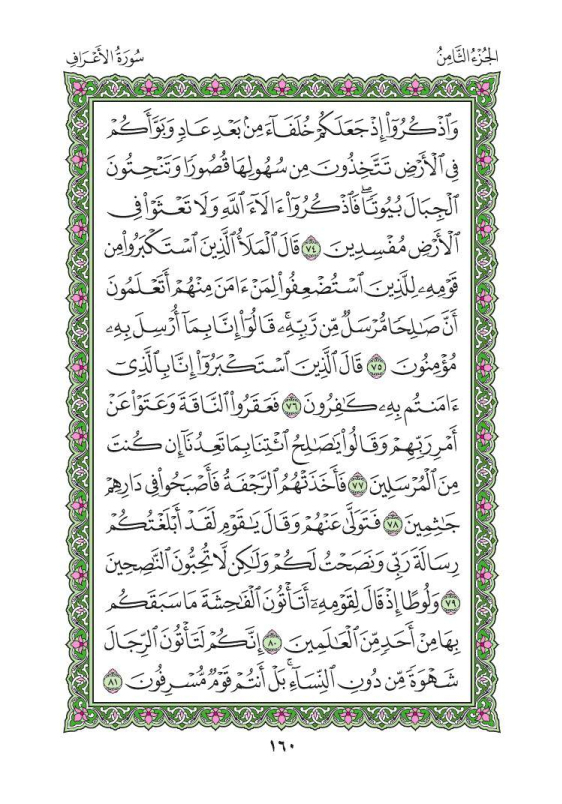 الجُزْءُ الثَّامِنُ
سُورَةُ الأَعْرَافِ
وَٱذْكُرُوٓا۟ إِذْ جَعَلَكُمْ خُلَفَآءَ مِنۢ بَعْدِ عَادٍ وَبَوَّأَكُمْ
فِى ٱلْأَرْضِ تَتَّخِذُونَ مِن سُهُولِهَا قُصُورًا وَتَنْحِتُونَ
ٱلْجِبَالَ بُيُوتًا ۖ فَٱذْكُرُوٓا۟ ءَالَآءَ ٱللَّهِ وَلَا تَعْثَوْا۟ فِى
ٱلْأَرْضِ مُفْسِدِينَ ٧٤ قَالَ ٱلْمَلَأُ ٱلَّذِينَ ٱسْتَكْبَرُوا۟ مِن
قَوْمِهِۦ لِلَّذِينَ ٱسْتُضْعِفُوا۟ لِمَنْ ءَامَنَ مِنْهُمْ أَتَعْلَمُونَ
أَنَّ صَٰلِحًا مُّرْسَلٌ مِّن رَّبِّهِۦ ۚ قَالُوٓا۟ إِنَّا بِمَآ أُرْسِلَ بِهِۦ
مُؤْمِنُونَ ٧٥ قَالَ ٱلَّذِينَ ٱسْتَكْبَرُوٓا۟ إِنَّا بِٱلَّذِىٓ
ءَامَنتُم بِهِۦ كَٰفِرُونَ ٧٦ فَعَقَرُوا۟ ٱلنَّاقَةَ وَعَتَوْا۟ عَنْ
أَمْرِ رَبِّهِمْ وَقَالُوا۟ يَٰصَٰلِحُ ٱئْتِنَا بِمَا تَعِدُنَآ إِن كُنتَ
مِنَ ٱلْمُرْسَلِينَ ٧٧ فَأَخَذَتْهُمُ ٱلرَّجْفَةُ فَأَصْبَحُوا۟ فِى دَارِهِمْ
جَٰثِمِينَ ٧٨ فَتَوَلَّىٰ عَنْهُمْ وَقَالَ يَٰقَوْمِ لَقَدْ أَبْلَغْتُكُمْ
رِسَالَةَ رَبِّى وَنَصَحْتُ لَكُمْ وَلَٰكِن لَّا تُحِبُّونَ ٱلنَّٰصِحِينَ
٧٩ وَلُوطًا إِذْ قَالَ لِقَوْمِهِۦٓ أَتَأْتُونَ ٱلْفَٰحِشَةَ مَا سَبَقَكُم
بِهَا مِنْ أَحَدٍ مِّنَ ٱلْعَٰلَمِينَ ٨٠ إِنَّكُمْ لَتَأْتُونَ ٱلرِّجَالَ
شَهْوَةً مِّن دُونِ ٱلنِّسَآءِ ۚ بَلْ أَنتُمْ قَوْمٌ مُّسْرِفُونَ ٨١
١٦٠